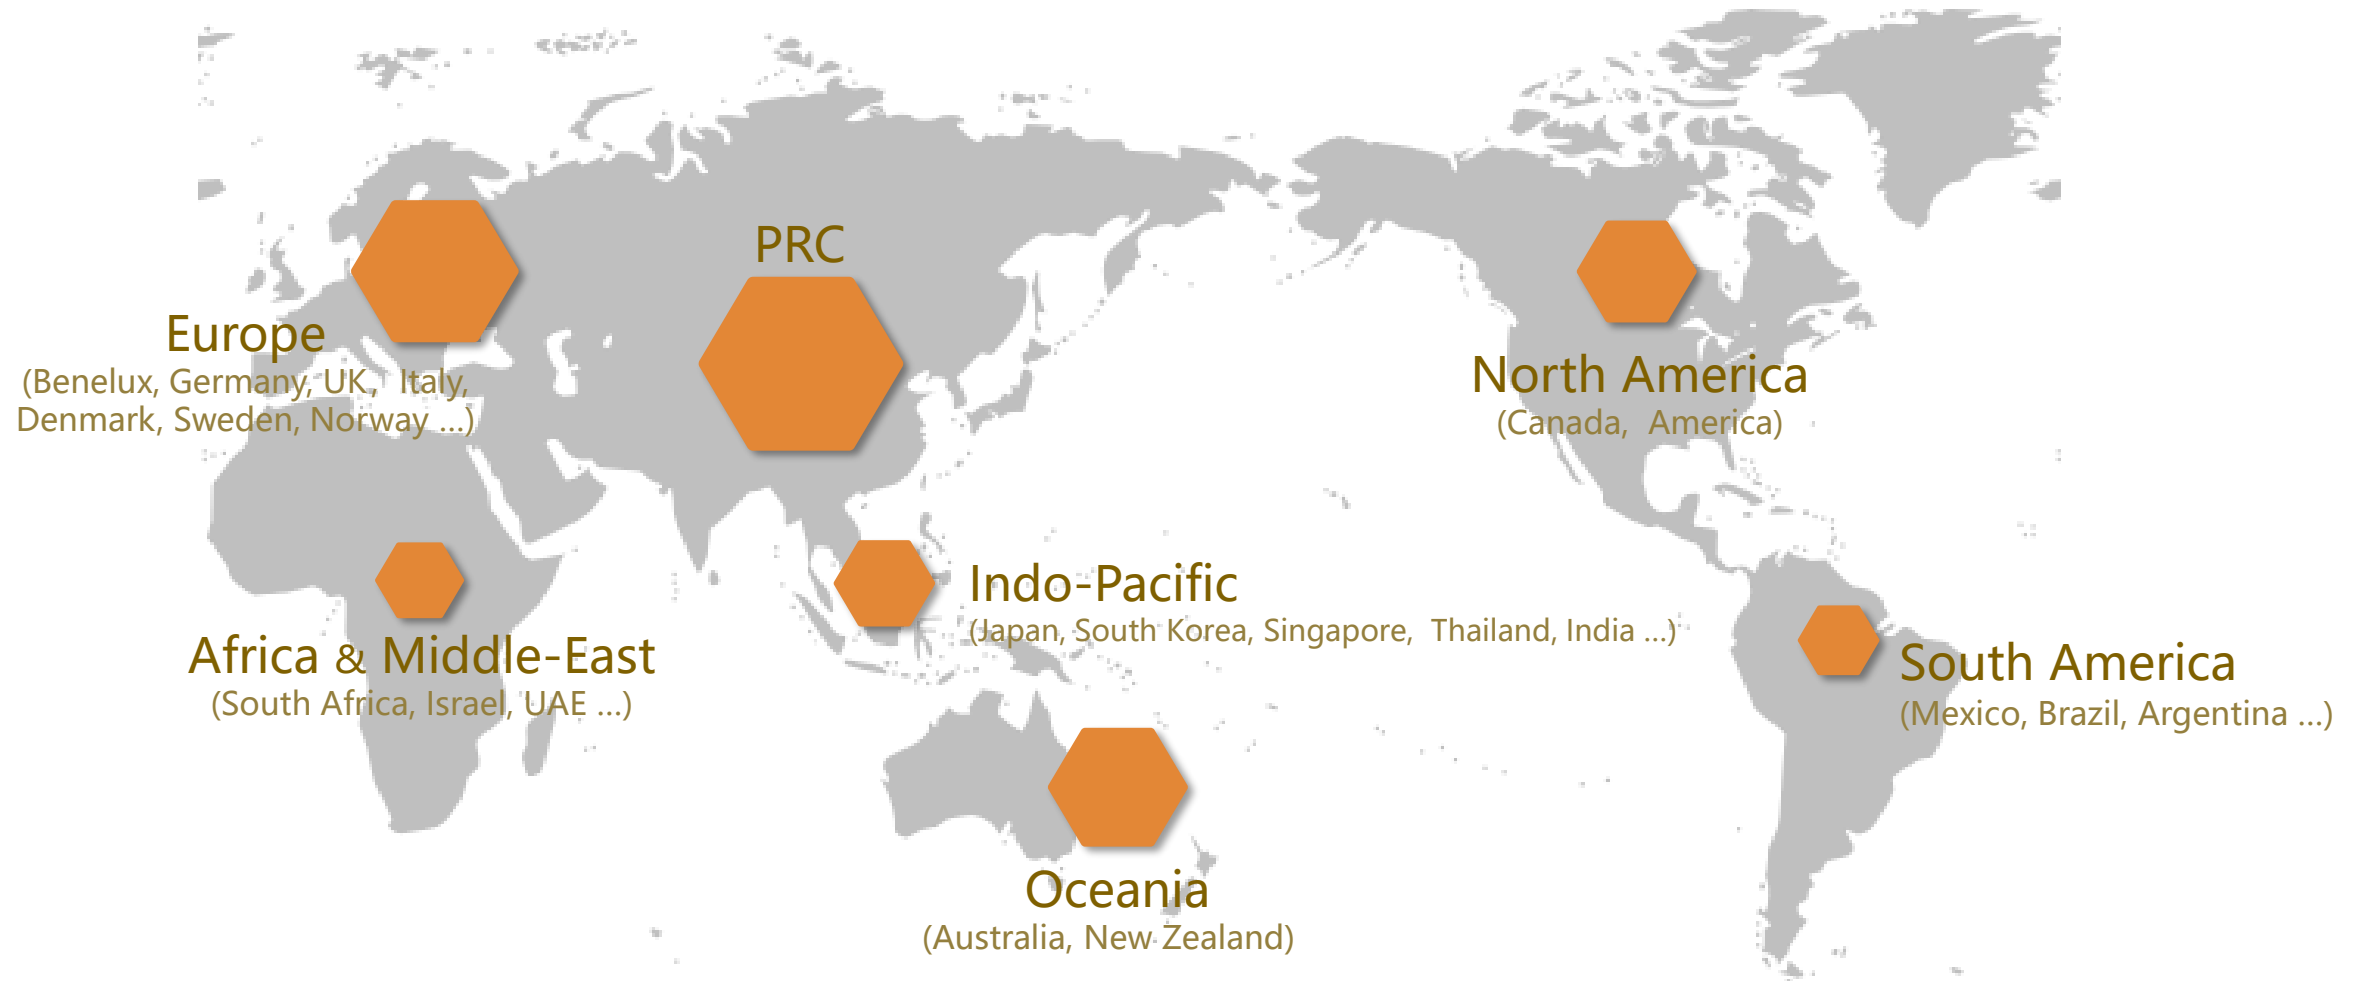 PRC
Europe
(Benelux, Germany, UK, Italy,
Denmark, Sweden, Norway ...)
North America
(Canada, America)
Indo-Pacific
(Japan, South Korea, Singapore, Thailand, India ...)
Africa & Middle-East
(South Africa, Israel, UAE ...)
South America
(Mexico, Brazil, Argentina ...)
Oceania
(Australia, New Zealand)